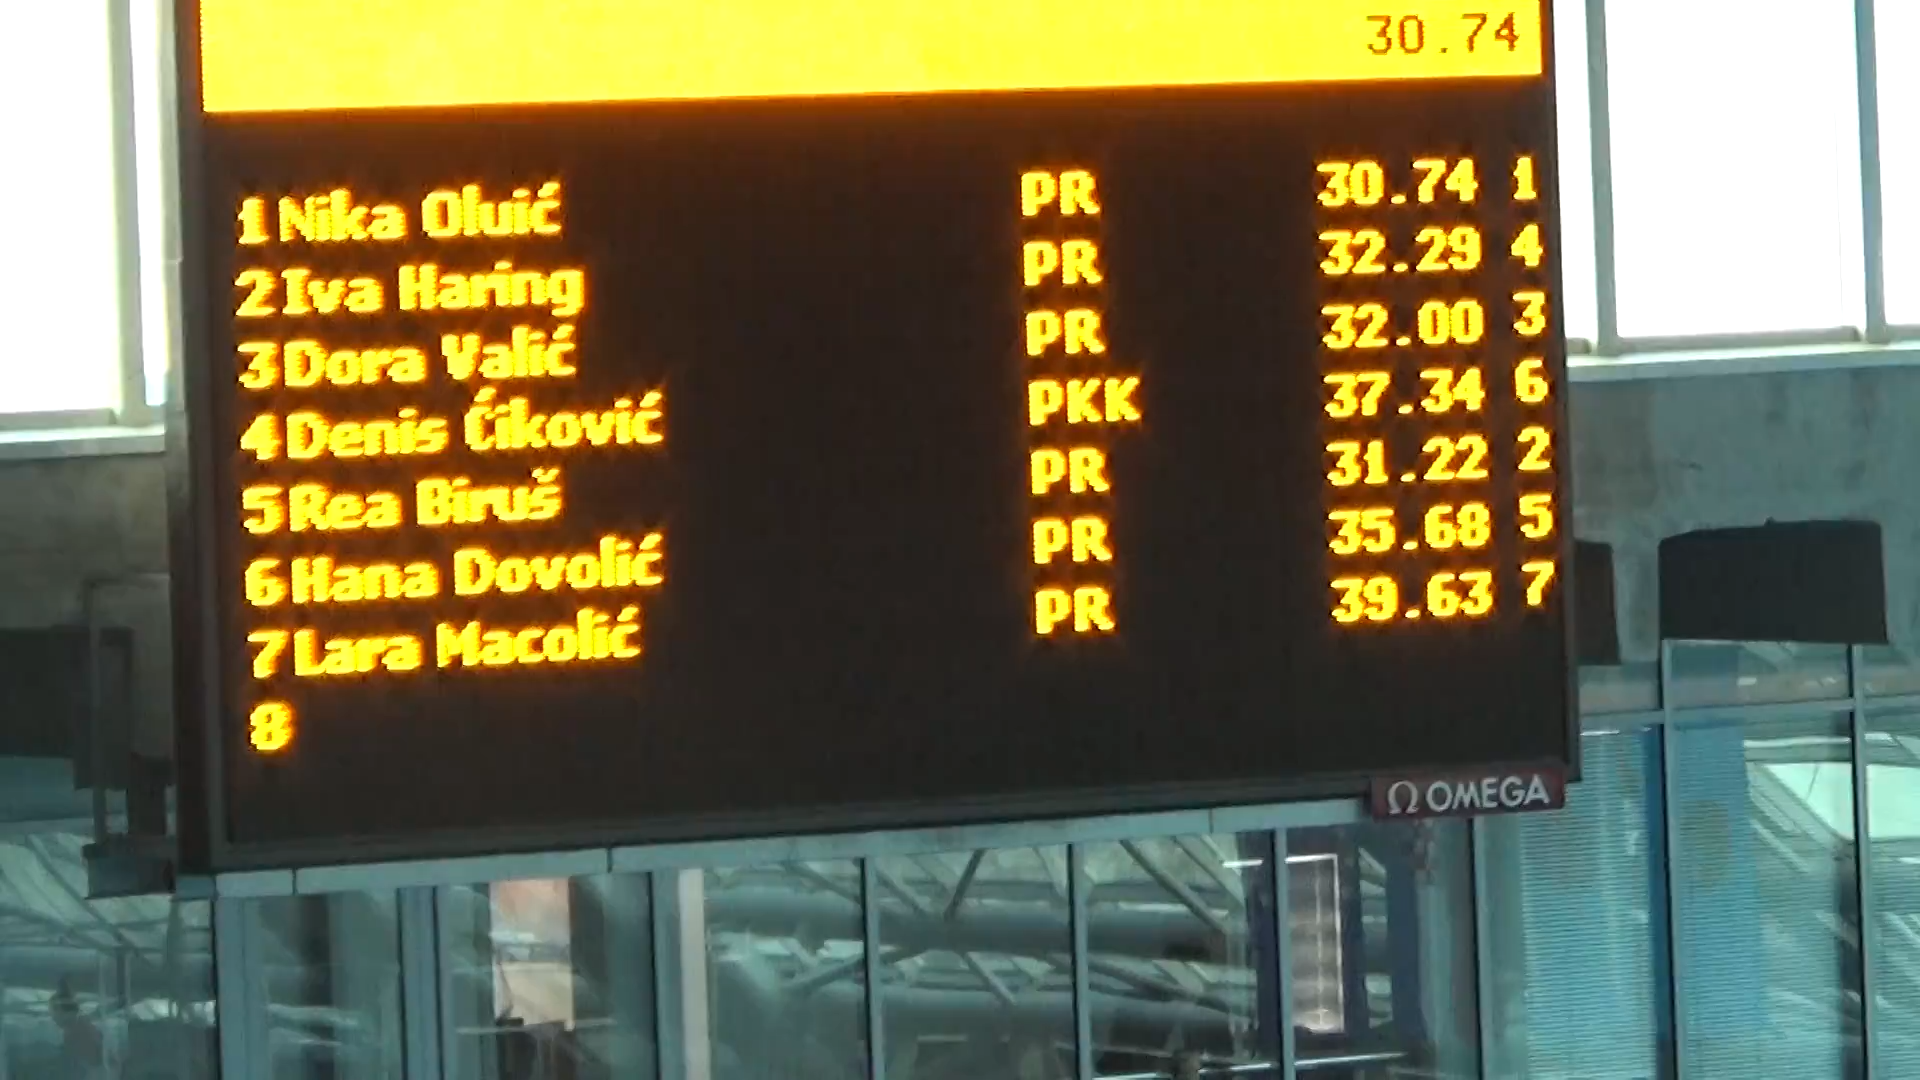 30.74
1 Nika Oluić PR 30.74 1
2 Iva Haring PR 32.29 4
3 Dora Valić PR 32.00 3
4 Denis Ćiković PKK 37.34 6
5 Rea Biruš PR 31.22 2
6 Hana Dovolić PR 35.68 5
7 Lara Macolić PR 39.63 7
8
Ω OMEGA